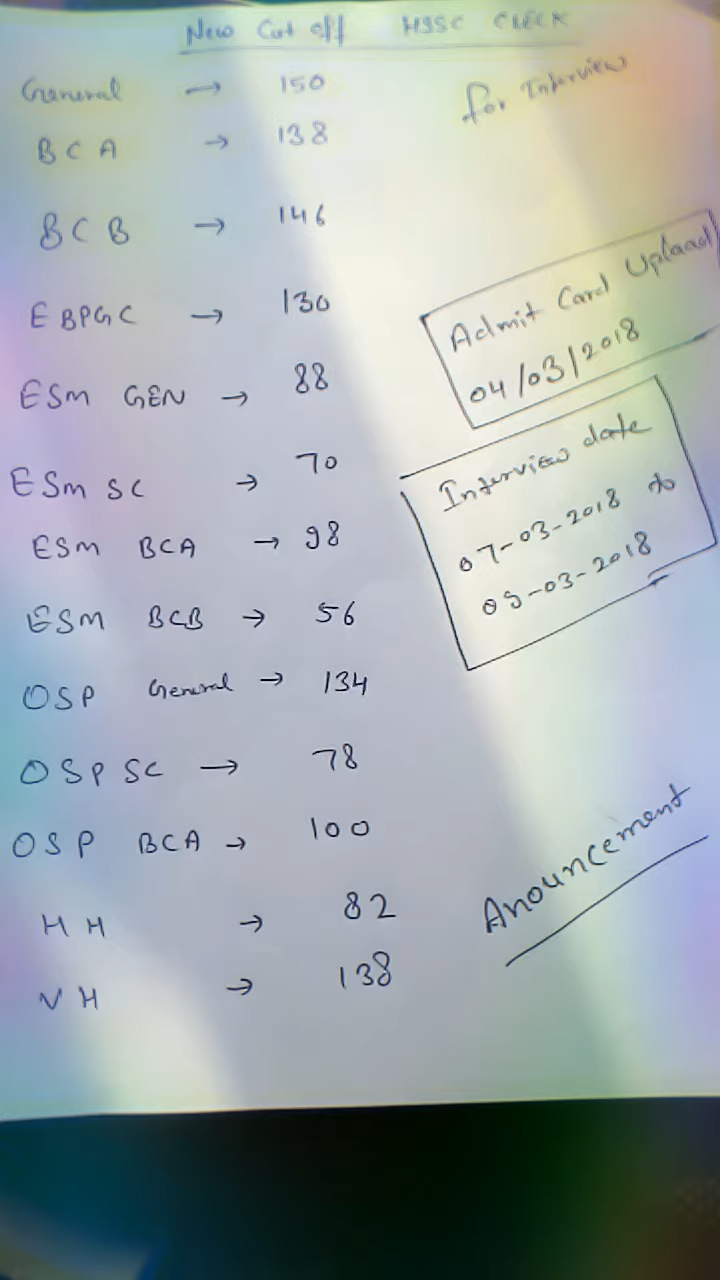 New Cut off HSSC CLECK
for Interview
General → 150
BCA → 138
BCB → 146
EBPGC → 130
ESM GEN → 88
ESM SC → 70
ESM BCA → 98
ESM BCB → 56
OSP General → 134
OSP SC → 78
OSP BCA → 100
HH → 82
VH → 138
Admit Card Upload
04/03/2018
Interview date
07-03-2018 to
09-03-2018
Anouncement